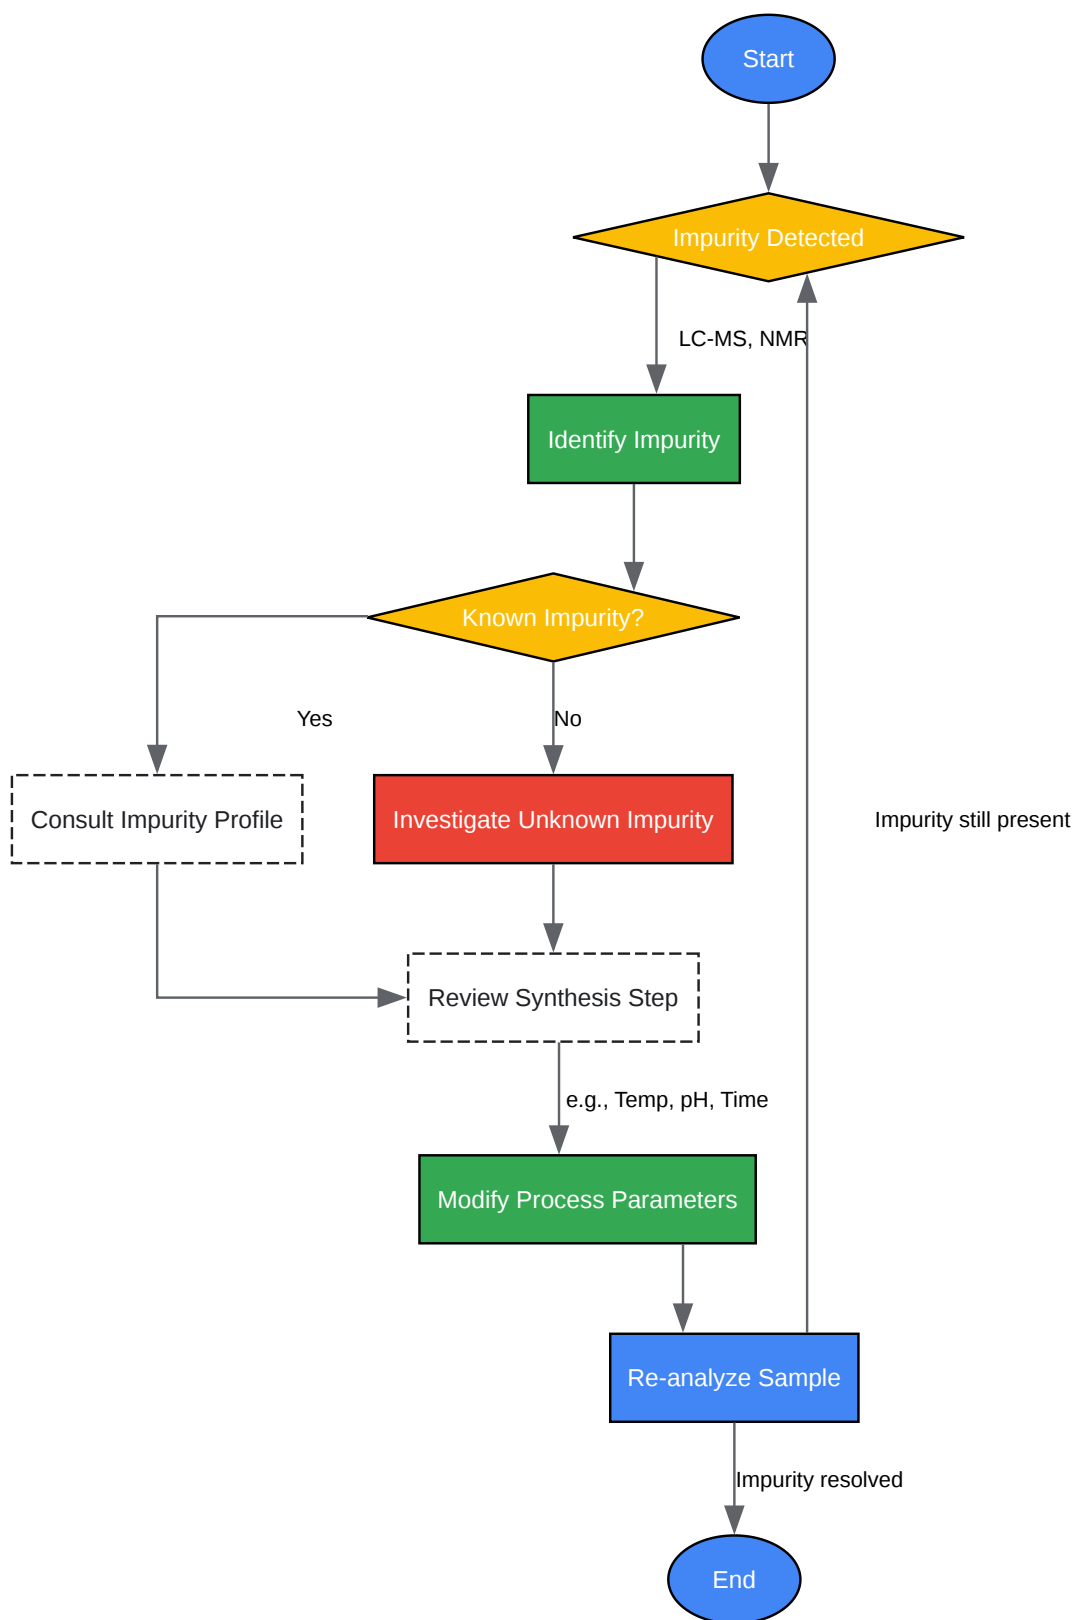 Start
Impurity Detected
LC-MS, NMR
Identify Impurity
Known Impurity?
Yes
No
Consult Impurity Profile
Investigate Unknown Impurity
Impurity still present
Review Synthesis Step
e.g., Temp, pH, Time
Modify Process Parameters
Re-analyze Sample
Impurity resolved
End